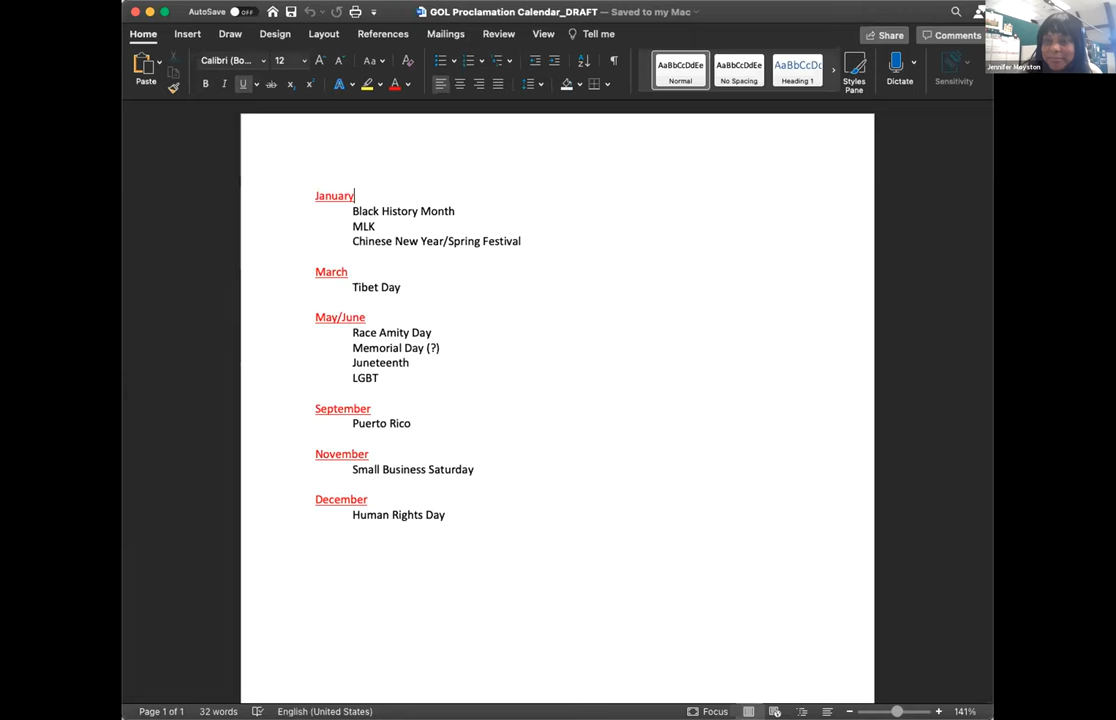 AutoSave OFF
GOL Proclamation Calendar_DRAFT — Saved to my Mac
Home Insert Draw Design Layout References Mailings Review View Tell me
Share Comments
Paste
Calibri (Bo... 12
AaBbCcDdEe AaBbCcDdEe AaBbCcDc
Normal No Spacing Heading 1
Styles Pane
Dictate
Sensitivity
Jennifer Moyston
January
Black History Month
MLK
Chinese New Year/Spring Festival
March
Tibet Day
May/June
Race Amity Day
Memorial Day (?)
Juneteenth
LGBT
September
Puerto Rico
November
Small Business Saturday
December
Human Rights Day
Page 1 of 1 32 words English (United States) Focus 141%